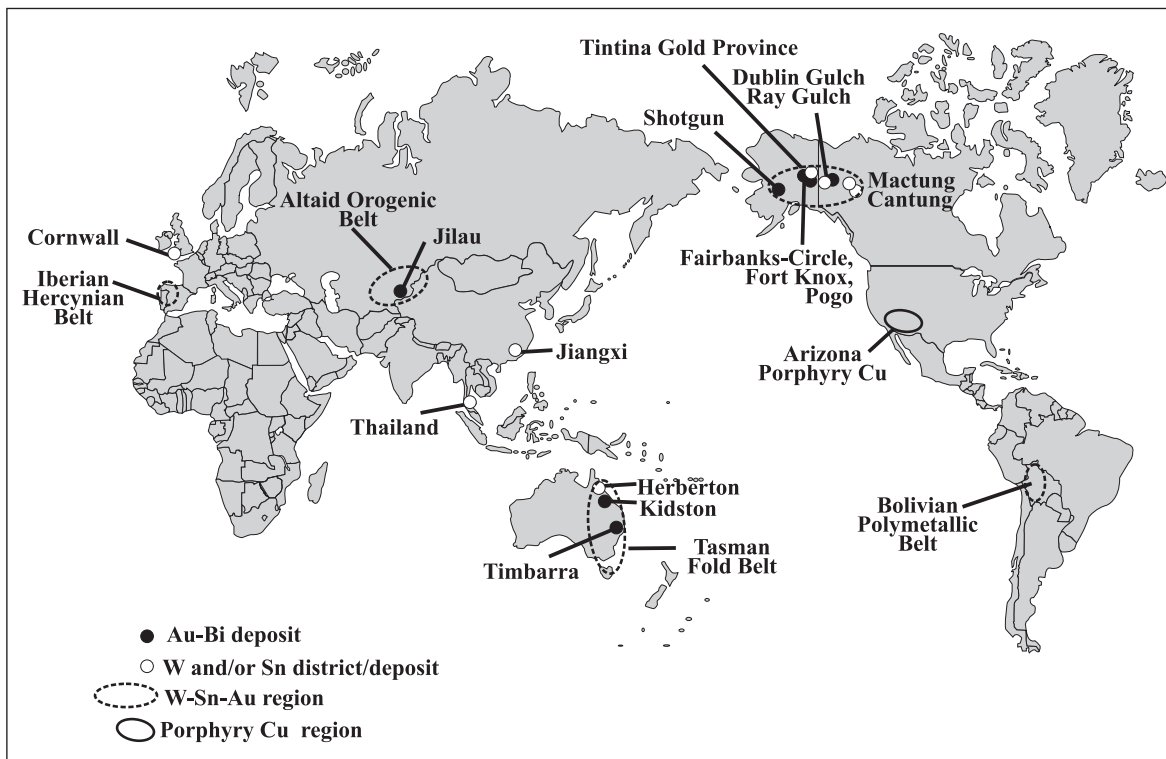 Tintina Gold Province
Dublin Gulch
Ray Gulch
Shotgun
Mactung
Cantung
Altaid Orogenic
Belt
Jilau
Cornwall
Iberian
Hercynian
Belt
Fairbanks-Circle,
Fort Knox,
Pogo
Jiangxi
Arizona
Porphyry Cu
Thailand
Herberton
Kidston
Bolivian
Polymetallic
Belt
Timbarra
Tasman
Fold Belt
Au-Bi deposit
W and/or Sn district/deposit
W-Sn-Au region
Porphyry Cu region